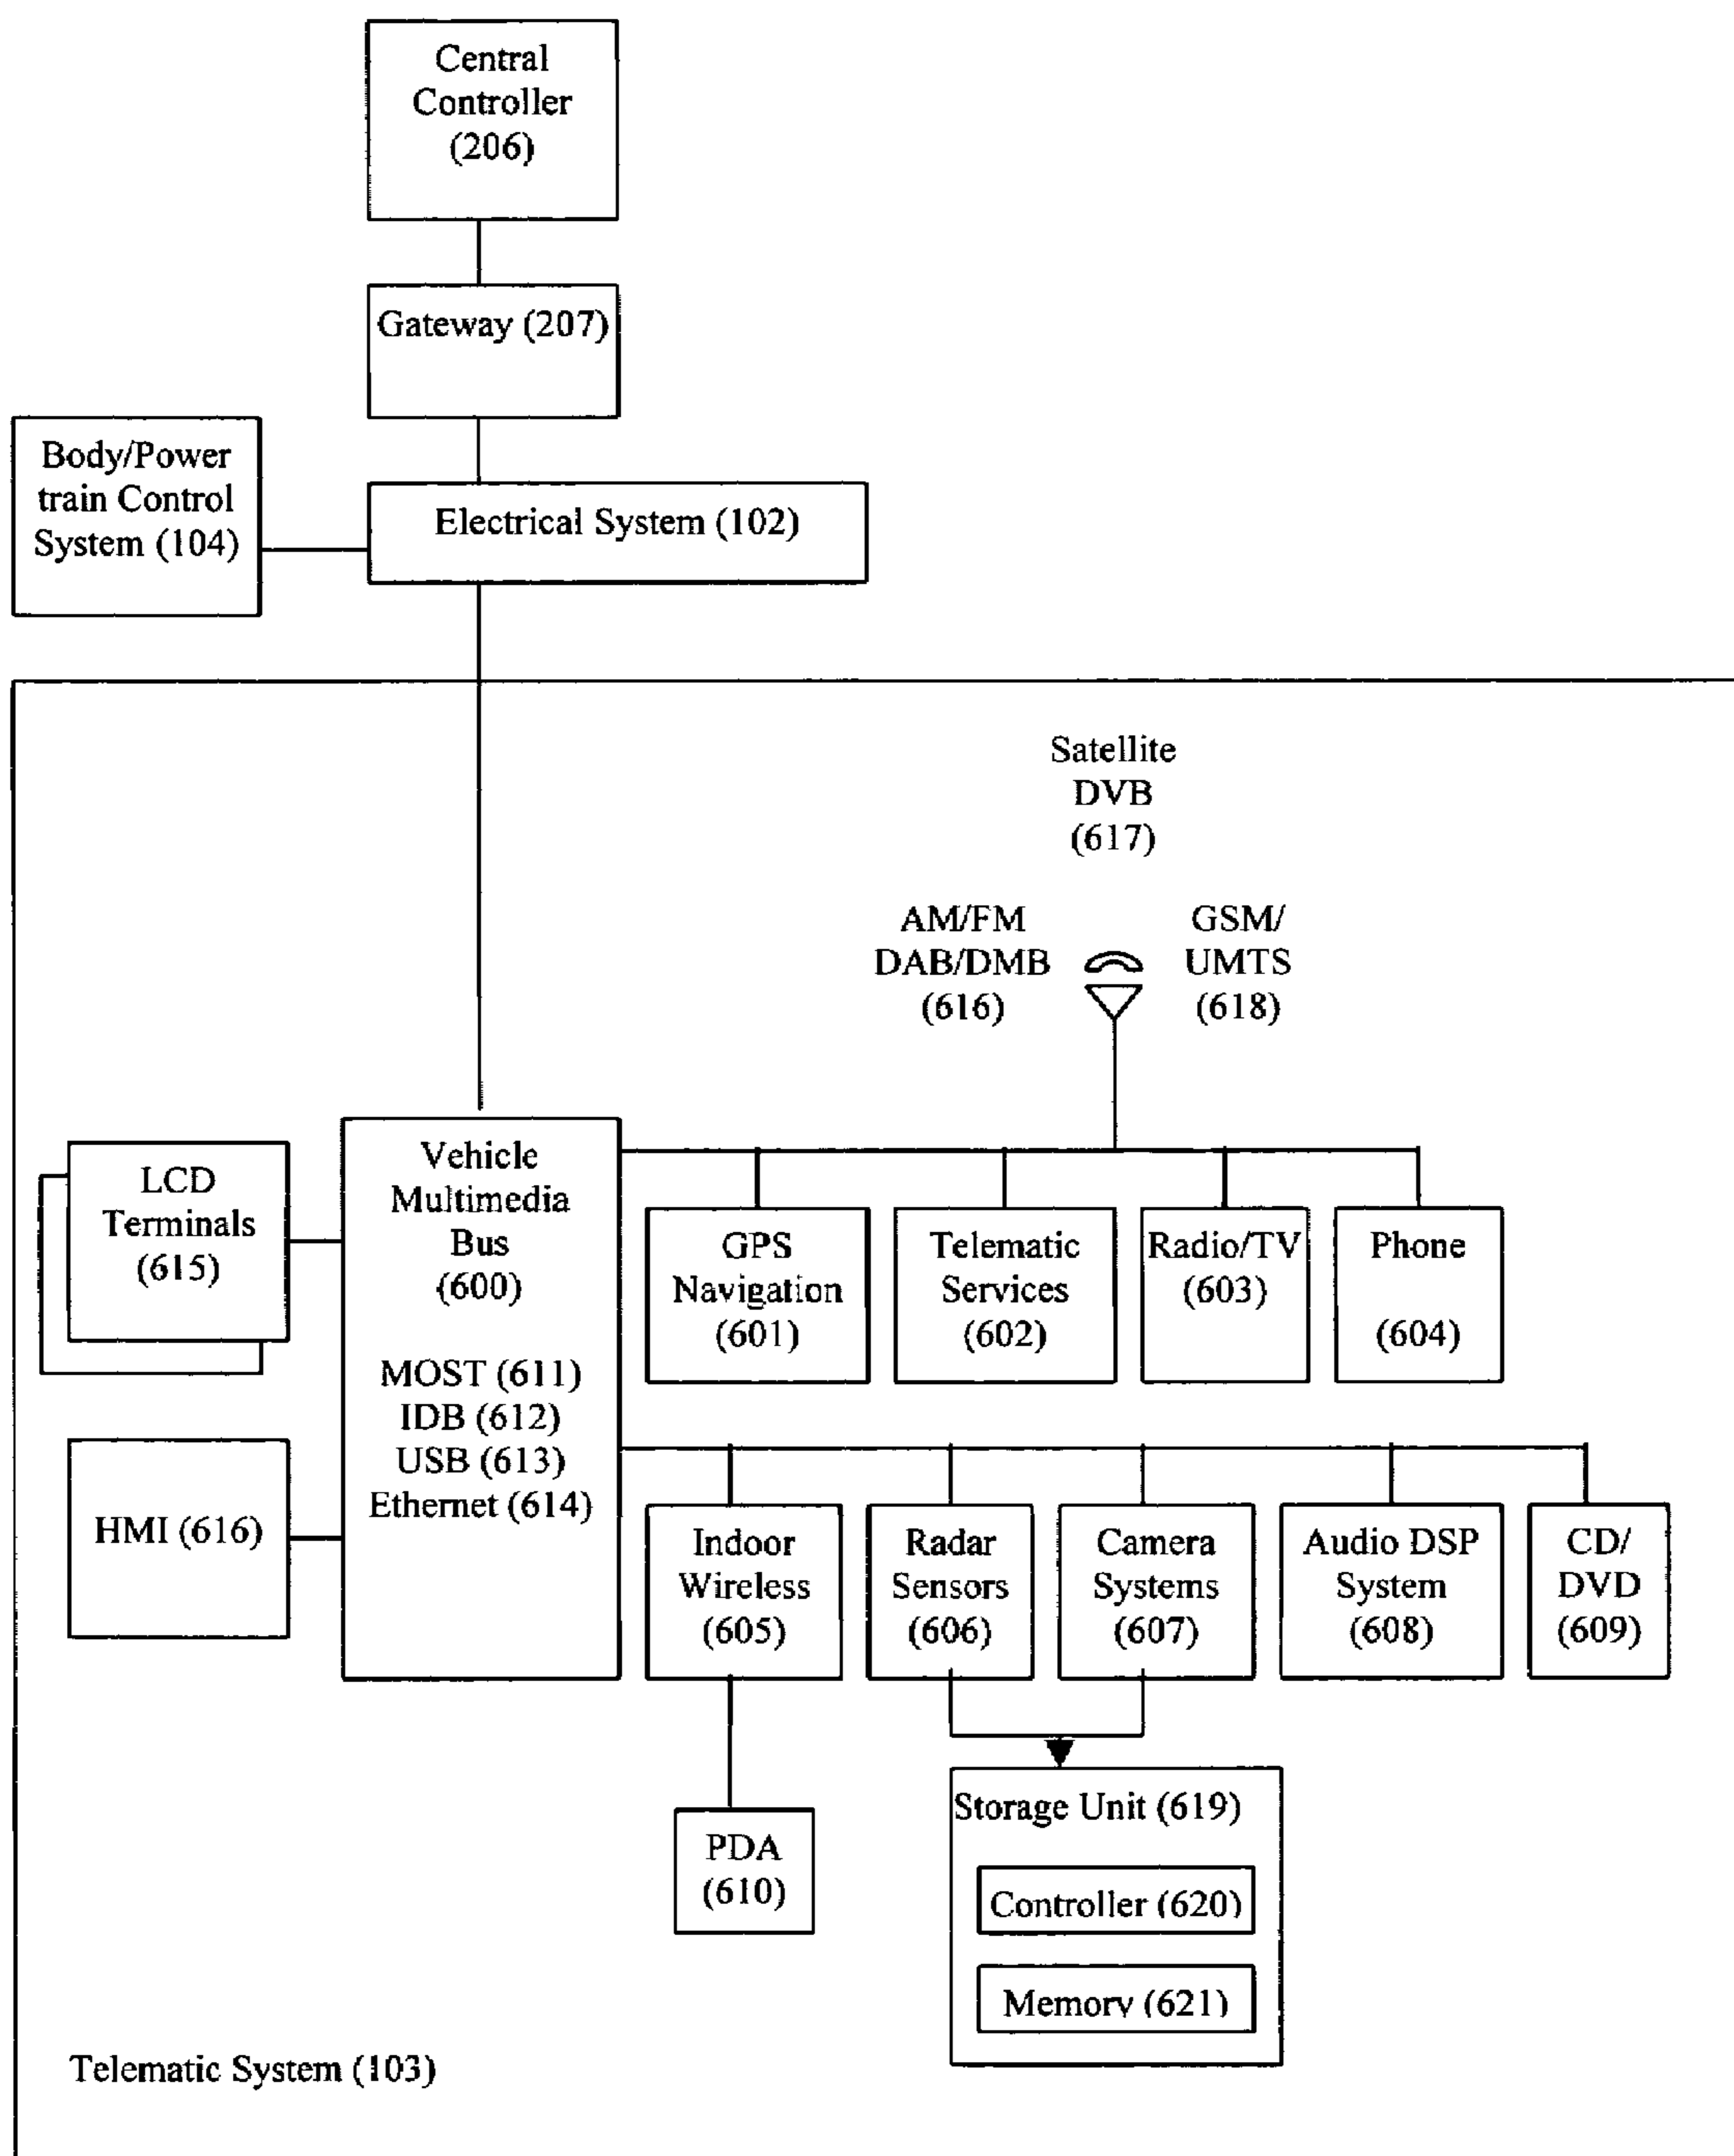 Central
Controller
(206)
Gateway (207)
Body/Power
train Control
System (104)
Electrical System (102)
Satellite
DVB
(617)
AM/FM
DAB/DMB
(616)
GSM/
UMTS
(618)
LCD
Terminals
(615)
Vehicle
Multimedia
Bus
(600)
MOST (611)
IDB (612)
USB (613)
Ethernet (614)
GPS
Navigation
(601)
Telematic
Services
(602)
Radio/TV
(603)
Phone
(604)
HMI (616)
Indoor
Wireless
(605)
Radar
Sensors
(606)
Camera
Systems
(607)
Audio DSP
System
(608)
CD/
DVD
(609)
PDA
(610)
Storage Unit (619)
Controller (620)
Memory (621)
Telematic System (103)